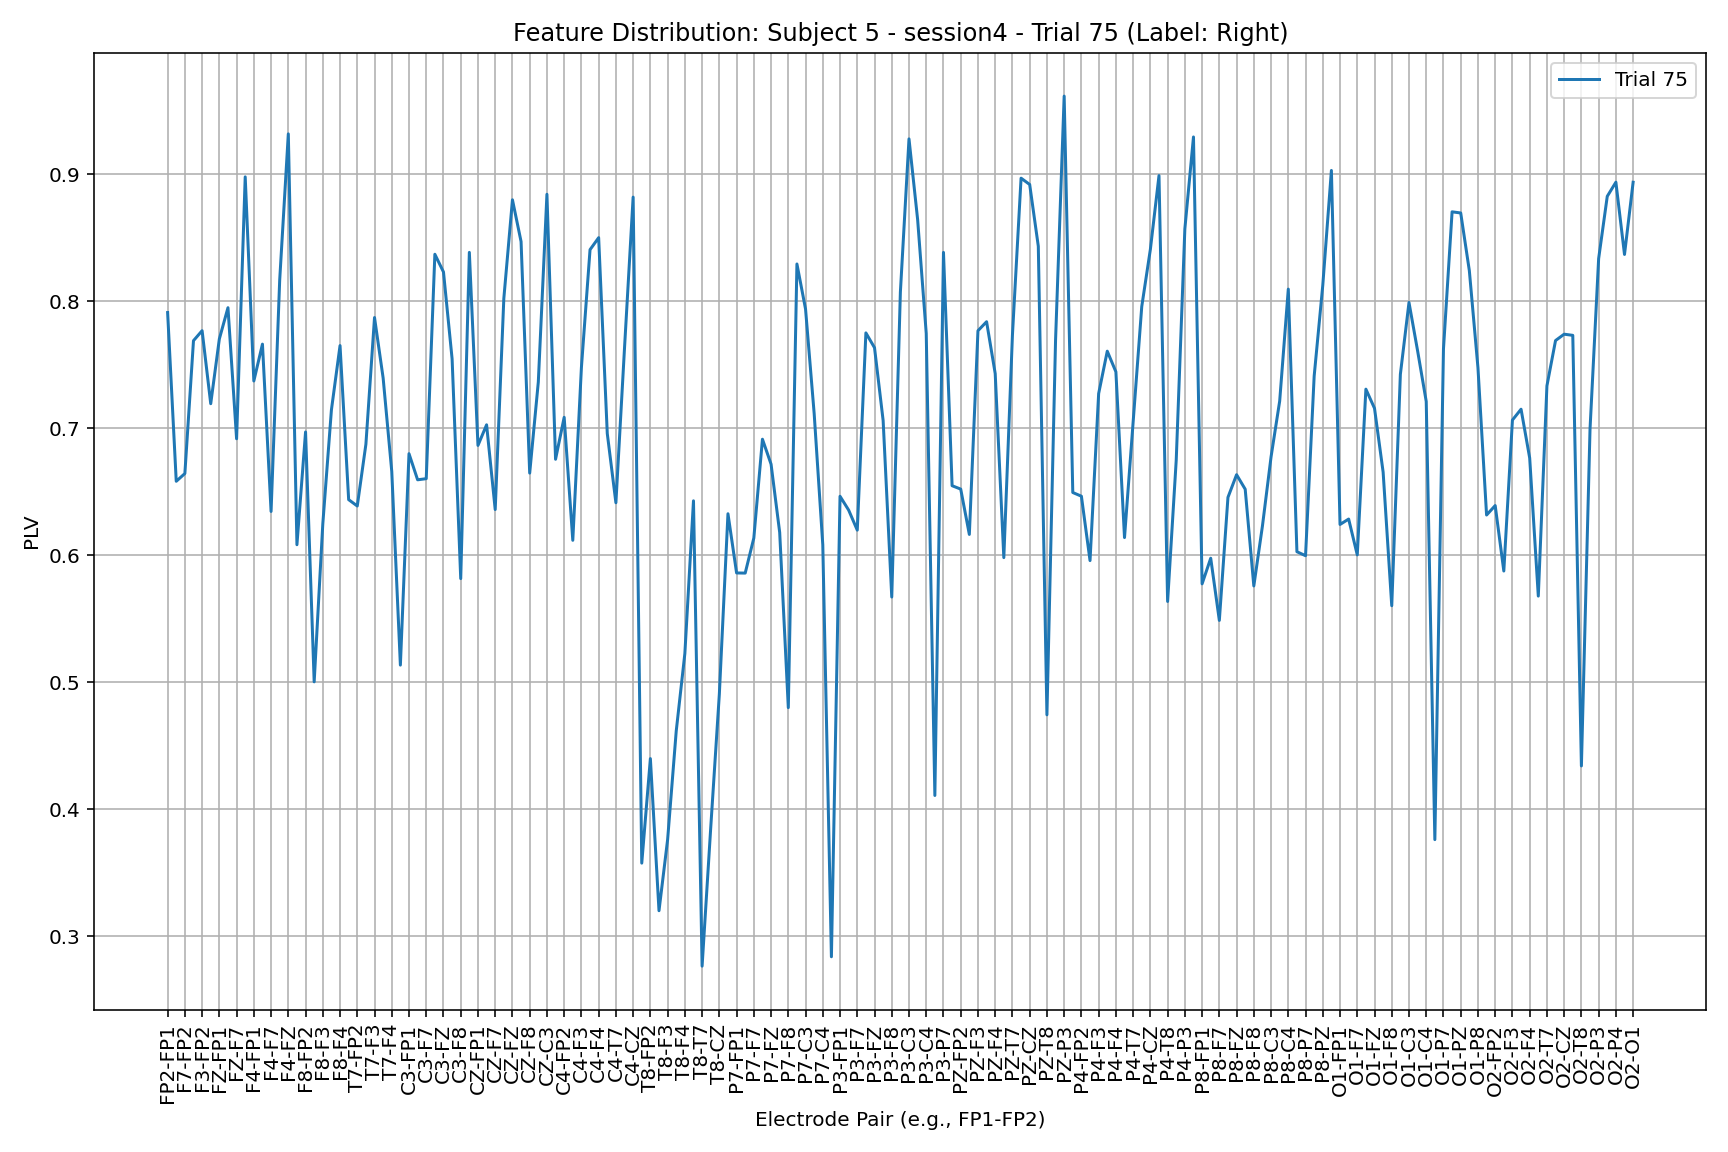 Feature Distribution: Subject 5 - session4 - Trial 75 (Label: Right)
Trial 75
PLV
0.9
0.8
0.7
0.6
0.5
0.4
0.3
FP2-FP1
F7-FP2
F3-FP2
FZ-FP1
FZ-F7
F4-FP1
F4-F7
F4-FZ
F8-FP2
F8-F3
F8-F4
T7-FP2
T7-F3
T7-F4
C3-FP1
C3-F7
C3-FZ
C3-F8
CZ-FP1
CZ-F7
CZ-FZ
CZ-F8
CZ-C3
C4-FP2
C4-F3
C4-F4
C4-T7
C4-CZ
T8-FP2
T8-F3
T8-F4
T8-T7
T8-CZ
P7-FP1
P7-F7
P7-FZ
P7-F8
P7-C3
P7-C4
P3-FP1
P3-F7
P3-FZ
P3-F8
P3-C3
P3-C4
P3-P7
PZ-FP2
PZ-F3
PZ-F4
PZ-T7
PZ-CZ
PZ-T8
PZ-P3
P4-FP2
P4-F3
P4-F4
P4-T7
P4-CZ
P4-T8
P4-P3
P8-FP1
P8-F7
P8-FZ
P8-F8
P8-C3
P8-C4
P8-P7
P8-PZ
O1-FP1
O1-F7
O1-FZ
O1-F8
O1-C3
O1-C4
O1-P7
O1-PZ
O1-P8
O2-FP2
O2-F3
O2-F4
O2-T7
O2-CZ
O2-T8
O2-P3
O2-P4
O2-O1
Electrode Pair (e.g., FP1-FP2)